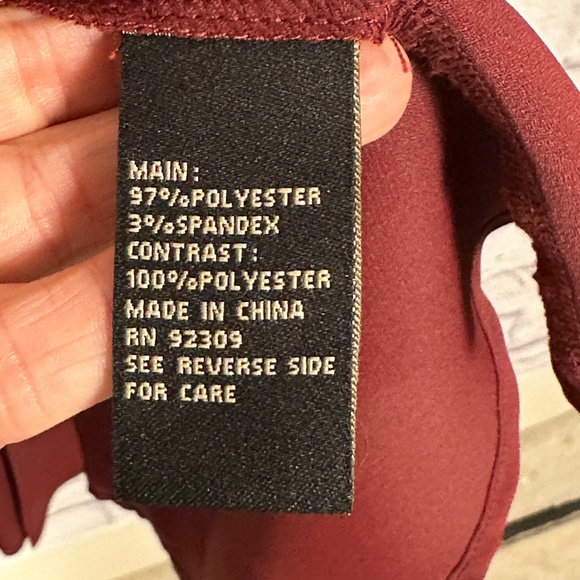 MAIN:
97%POLYESTER
3%SPANDEX
CONTRAST:
100%POLYESTER
MADE IN CHINA
RN 92309
SEE REVERSE SIDE
FOR CARE